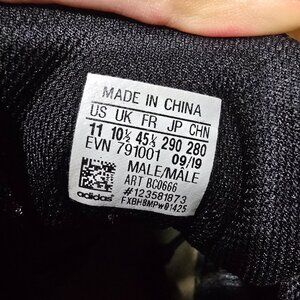 MADE IN CHINA
US UK FR JP CHN
11 10½ 45⅓ 290 280
EVN 791001 09/19
MALE/MALE
ART BC0666
#123581873
FXBH8MPW01425
adidas